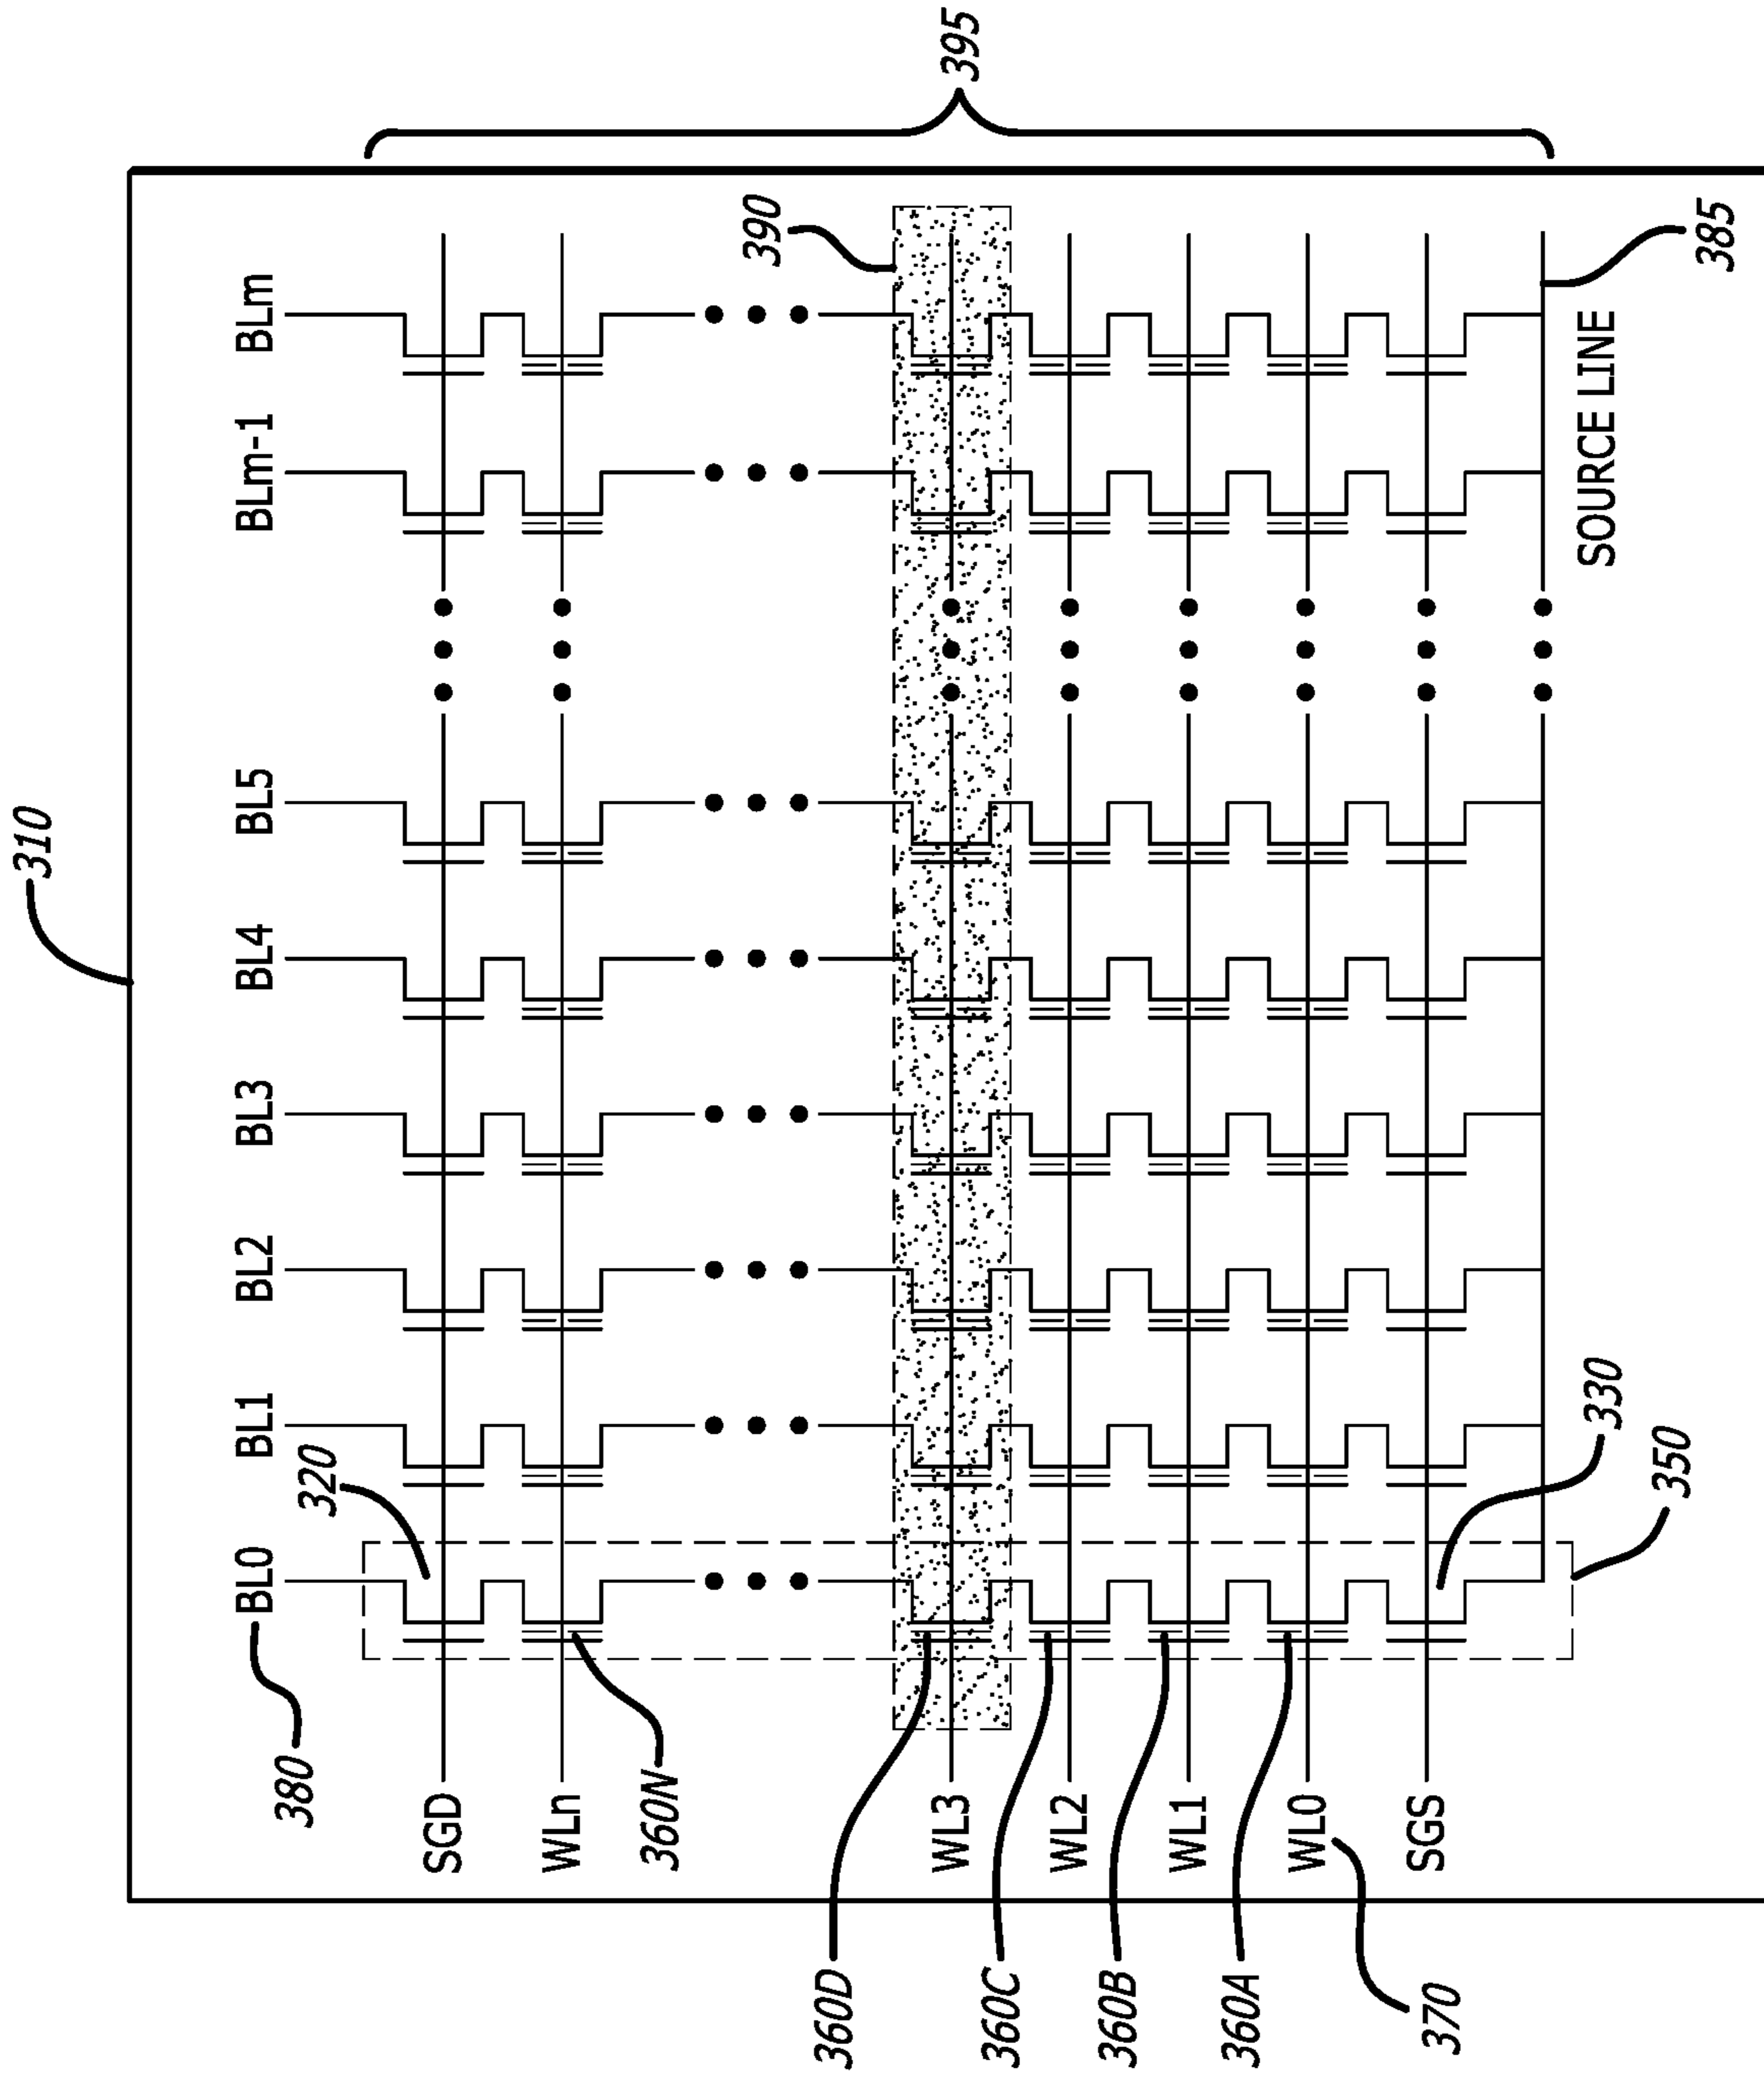 310
395
BL0
BL1
BL2
BL3
BL4
BL5
BLm-1
BLm
380
320
390
SGD
WLn
360N
WL3
WL2
WL1
WL0
SGS
360D
360C
360B
360A
370
330
350
SOURCE LINE
385